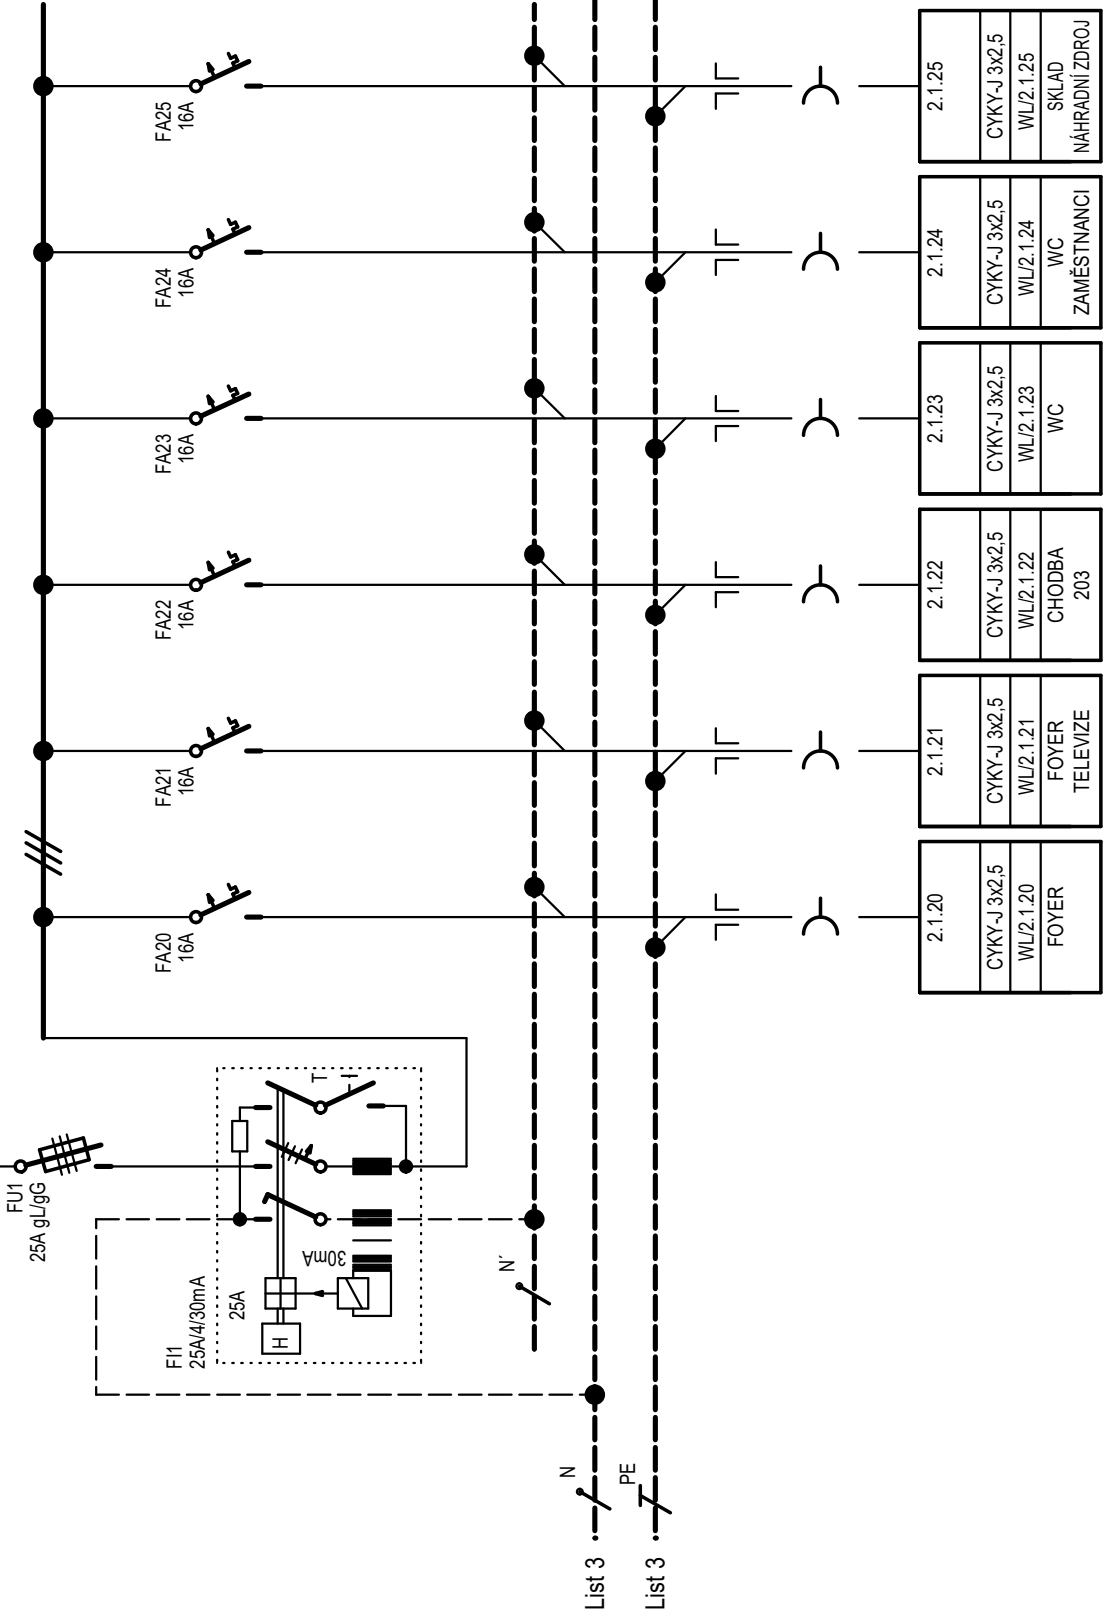 FU1
25A gL/gG
FI1
25A/4/30mA
25A
H
30mA
T
N´
N
PE
List 3
List 3
FA20
16A
FA21
16A
FA22
16A
FA23
16A
FA24
16A
FA25
16A
2.1.20
CYKY-J 3x2,5
WL/2.1.20
FOYER
2.1.21
CYKY-J 3x2,5
WL/2.1.21
FOYER
TELEVIZE
2.1.22
CYKY-J 3x2,5
WL/2.1.22
CHODBA
203
2.1.23
CYKY-J 3x2,5
WL/2.1.23
WC
2.1.24
CYKY-J 3x2,5
WL/2.1.24
WC
ZAMĚSTNANCI
2.1.25
CYKY-J 3x2,5
WL/2.1.25
SKLAD
NÁHRADNÍ ZDROJ